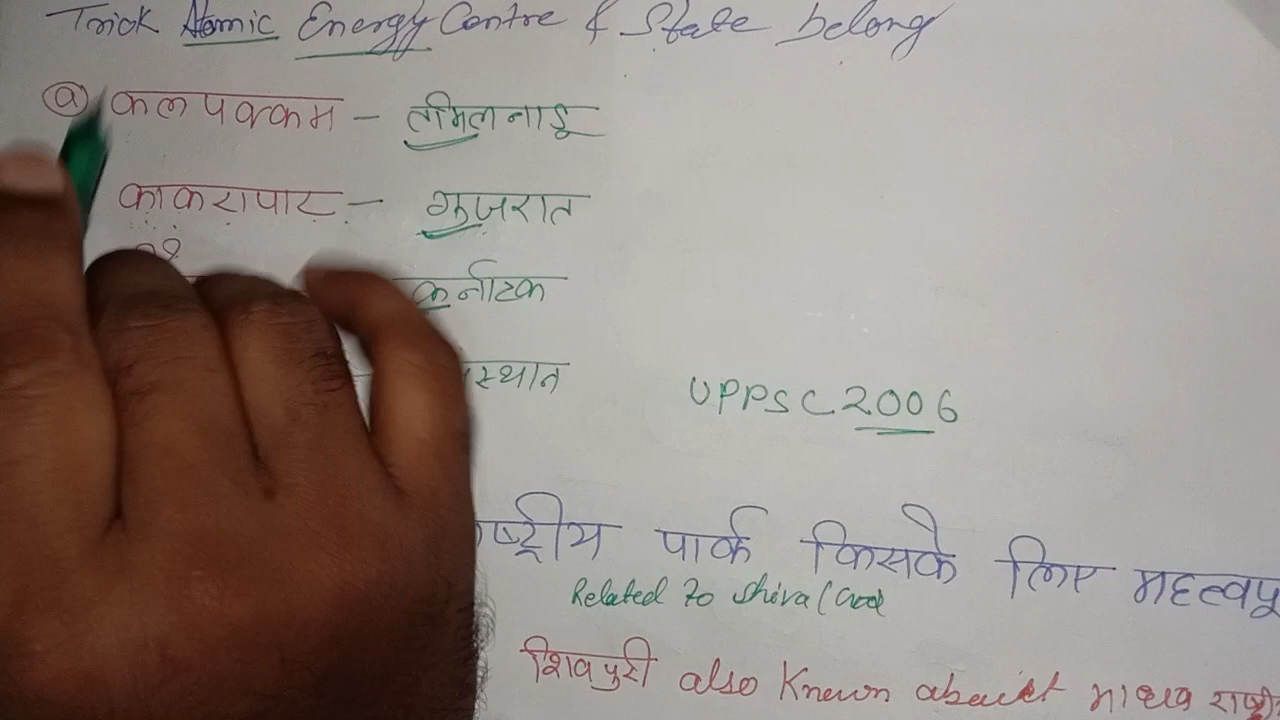 Trick Atomic Energy Centre & State belong
(a) कलपक्कम - तमिलनाडू
काकरापार - गुजरात
कर्नाटक
स्थान
UPPSC 2006
ष्ट्रीय पार्क किसके लिए महत्वपू
Related to Shiva (God
शिवपुरी also Known about माधव राष्ट्री